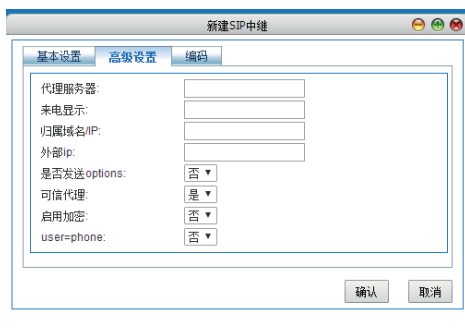 新建SIP中继
基本设置 高级设置 编码
代理服务器:
来电显示:
归属域名/IP:
外部ip:
是否发送options: 否
可信代理: 是
启用加密: 否
user=phone: 否
确认 取消